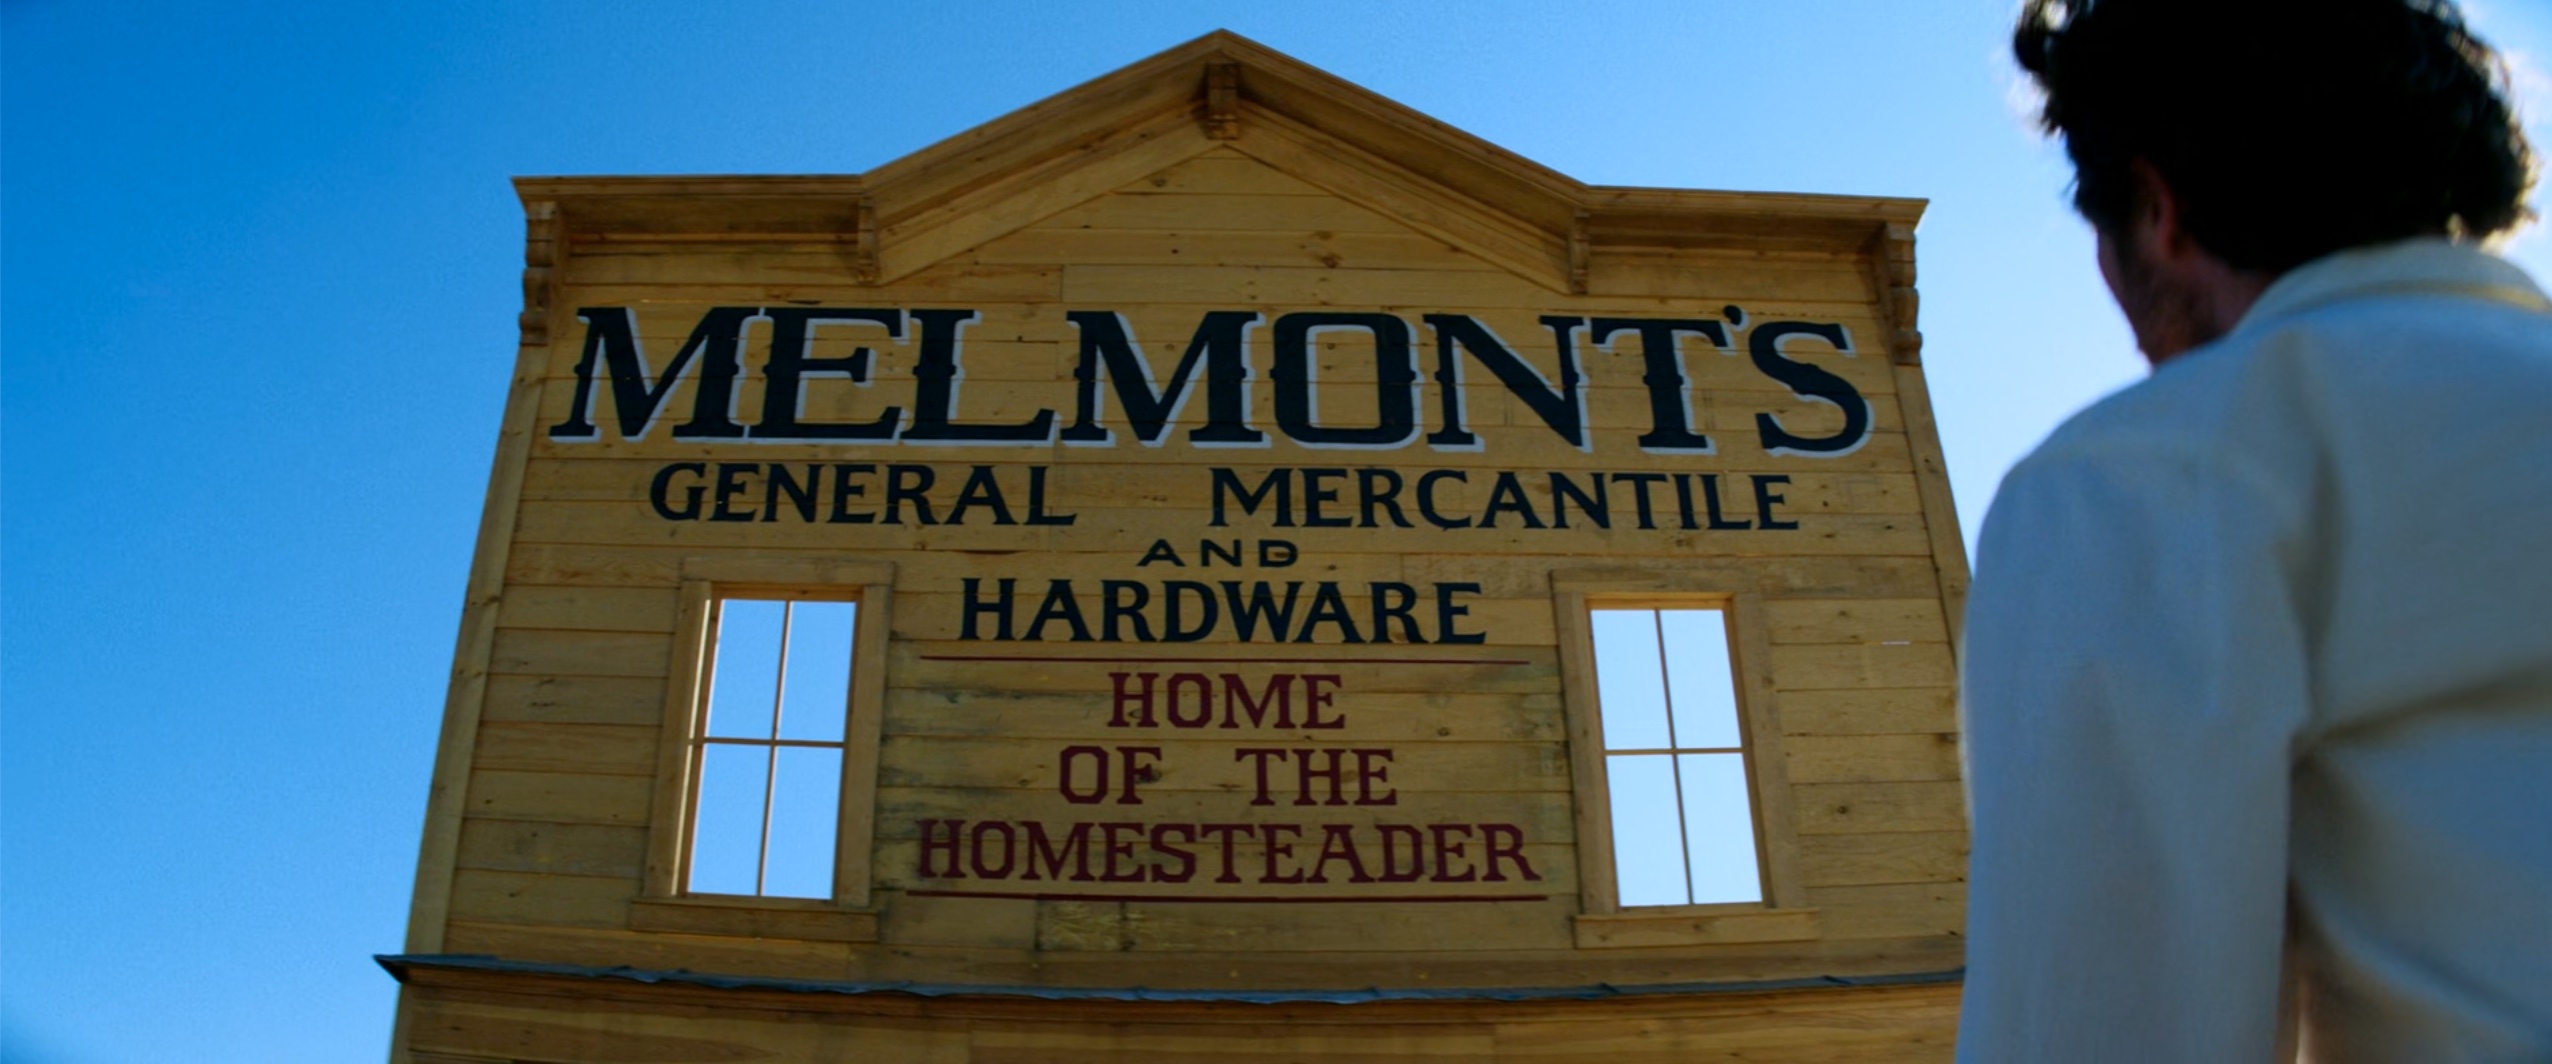 MELMONT'S
GENERAL MERCANTILE
AND
HARDWARE
HOME
OF THE
HOMESTEADER